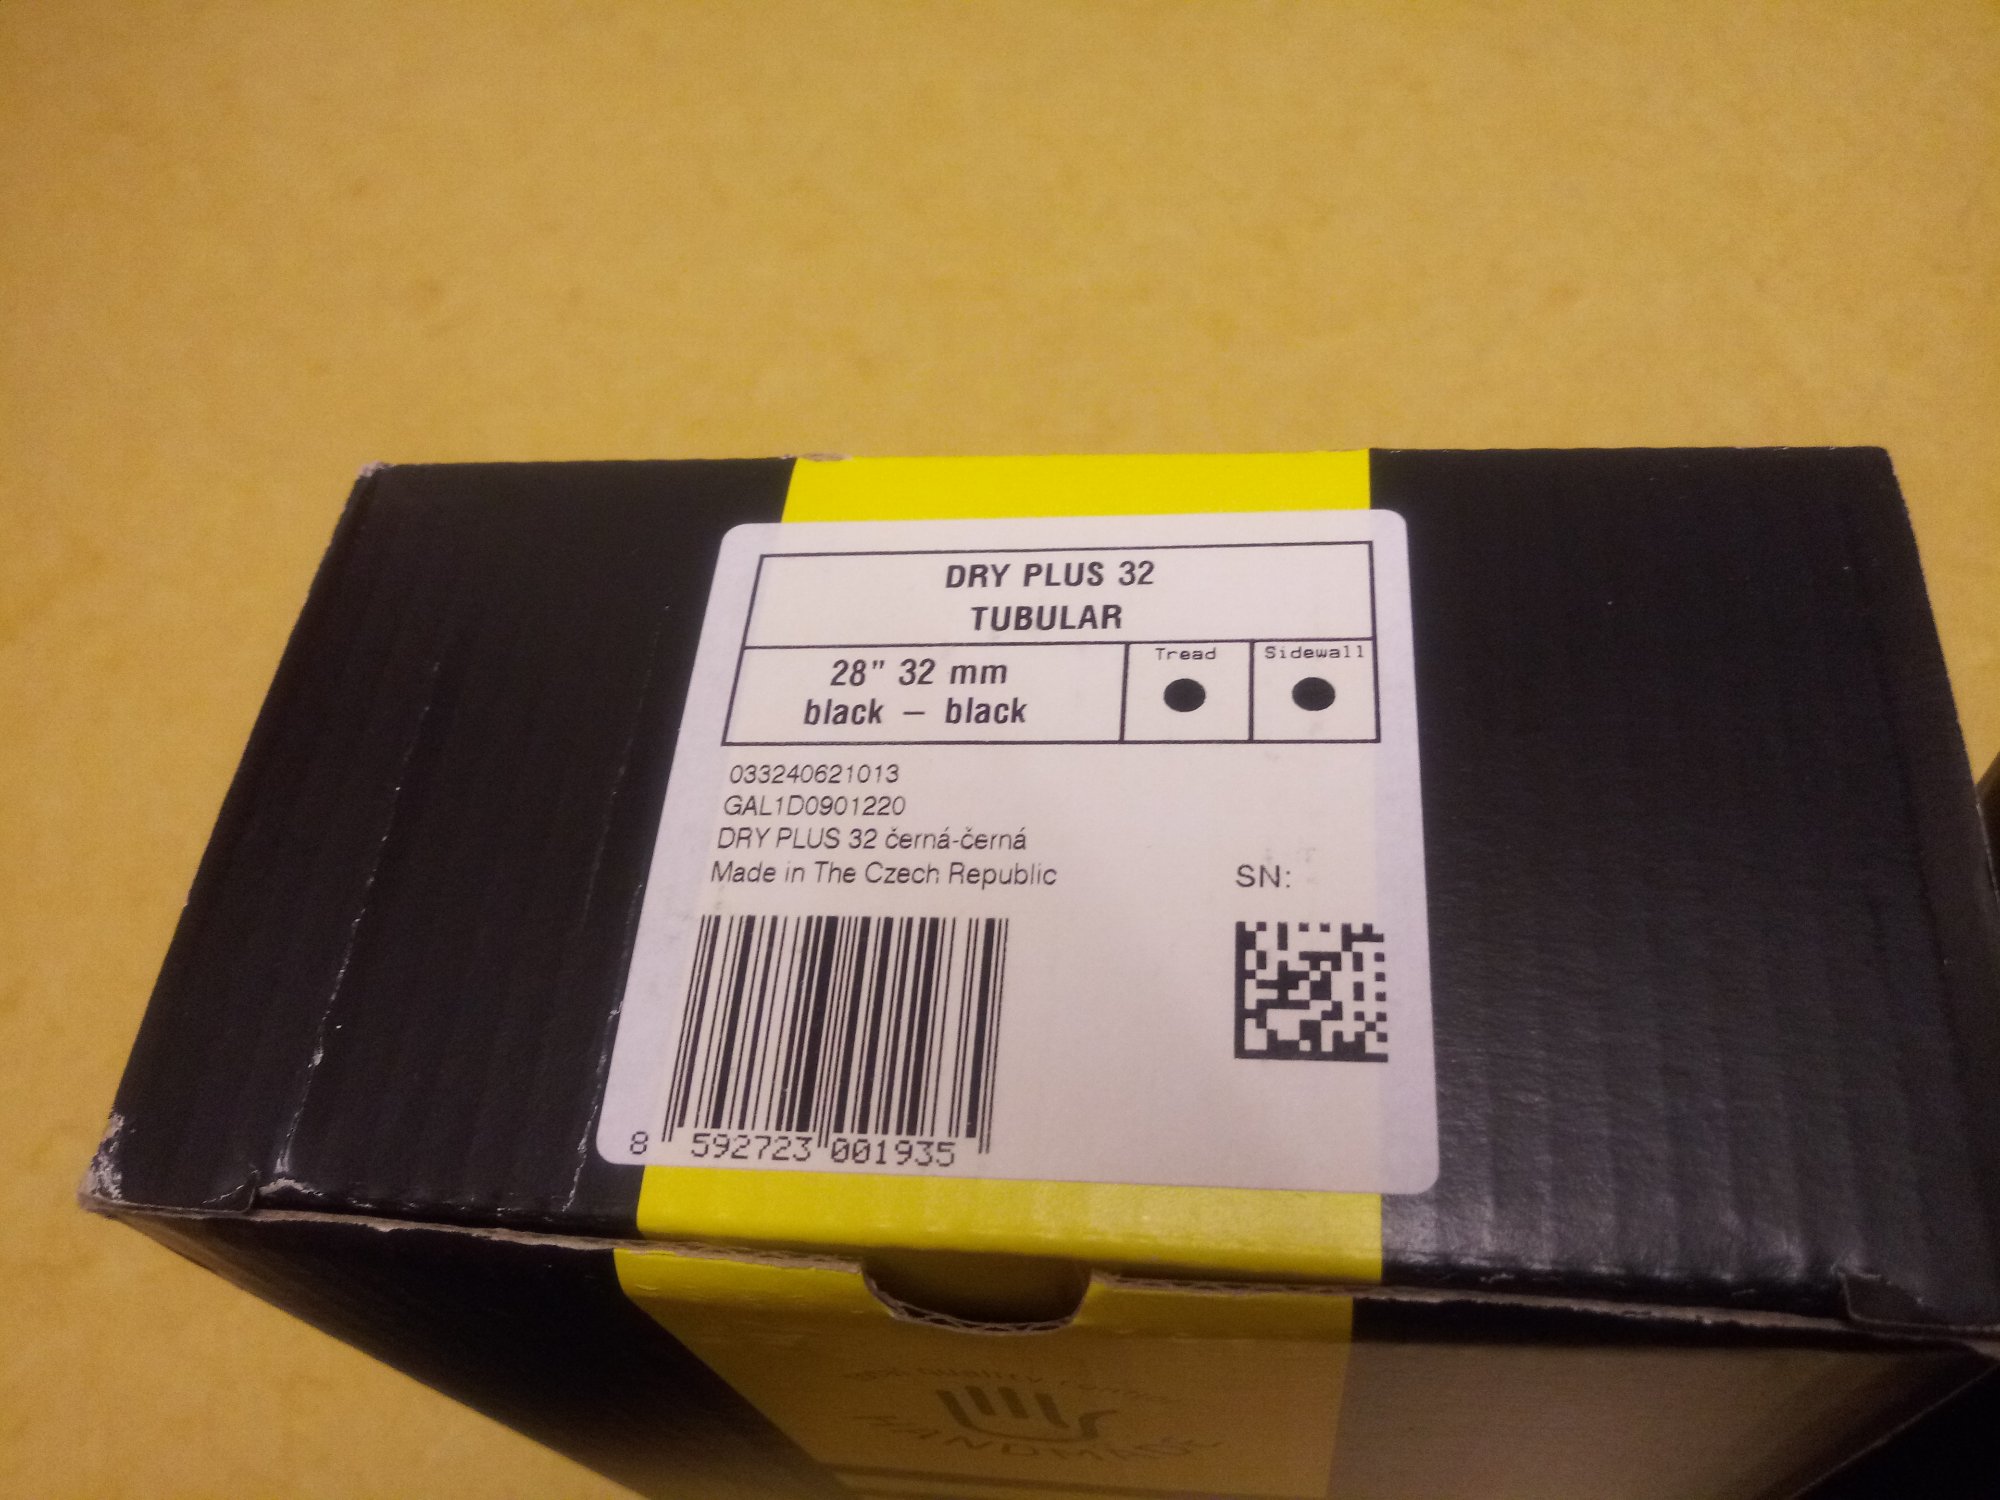 DRY PLUS 32
TUBULAR
28" 32 mm
black – black
Tread
Sidewall
033240621013
GAL1D0901220
DRY PLUS 32 černá-černá
Made in The Czech Republic
SN:
8 592723 001935
HANDMADE